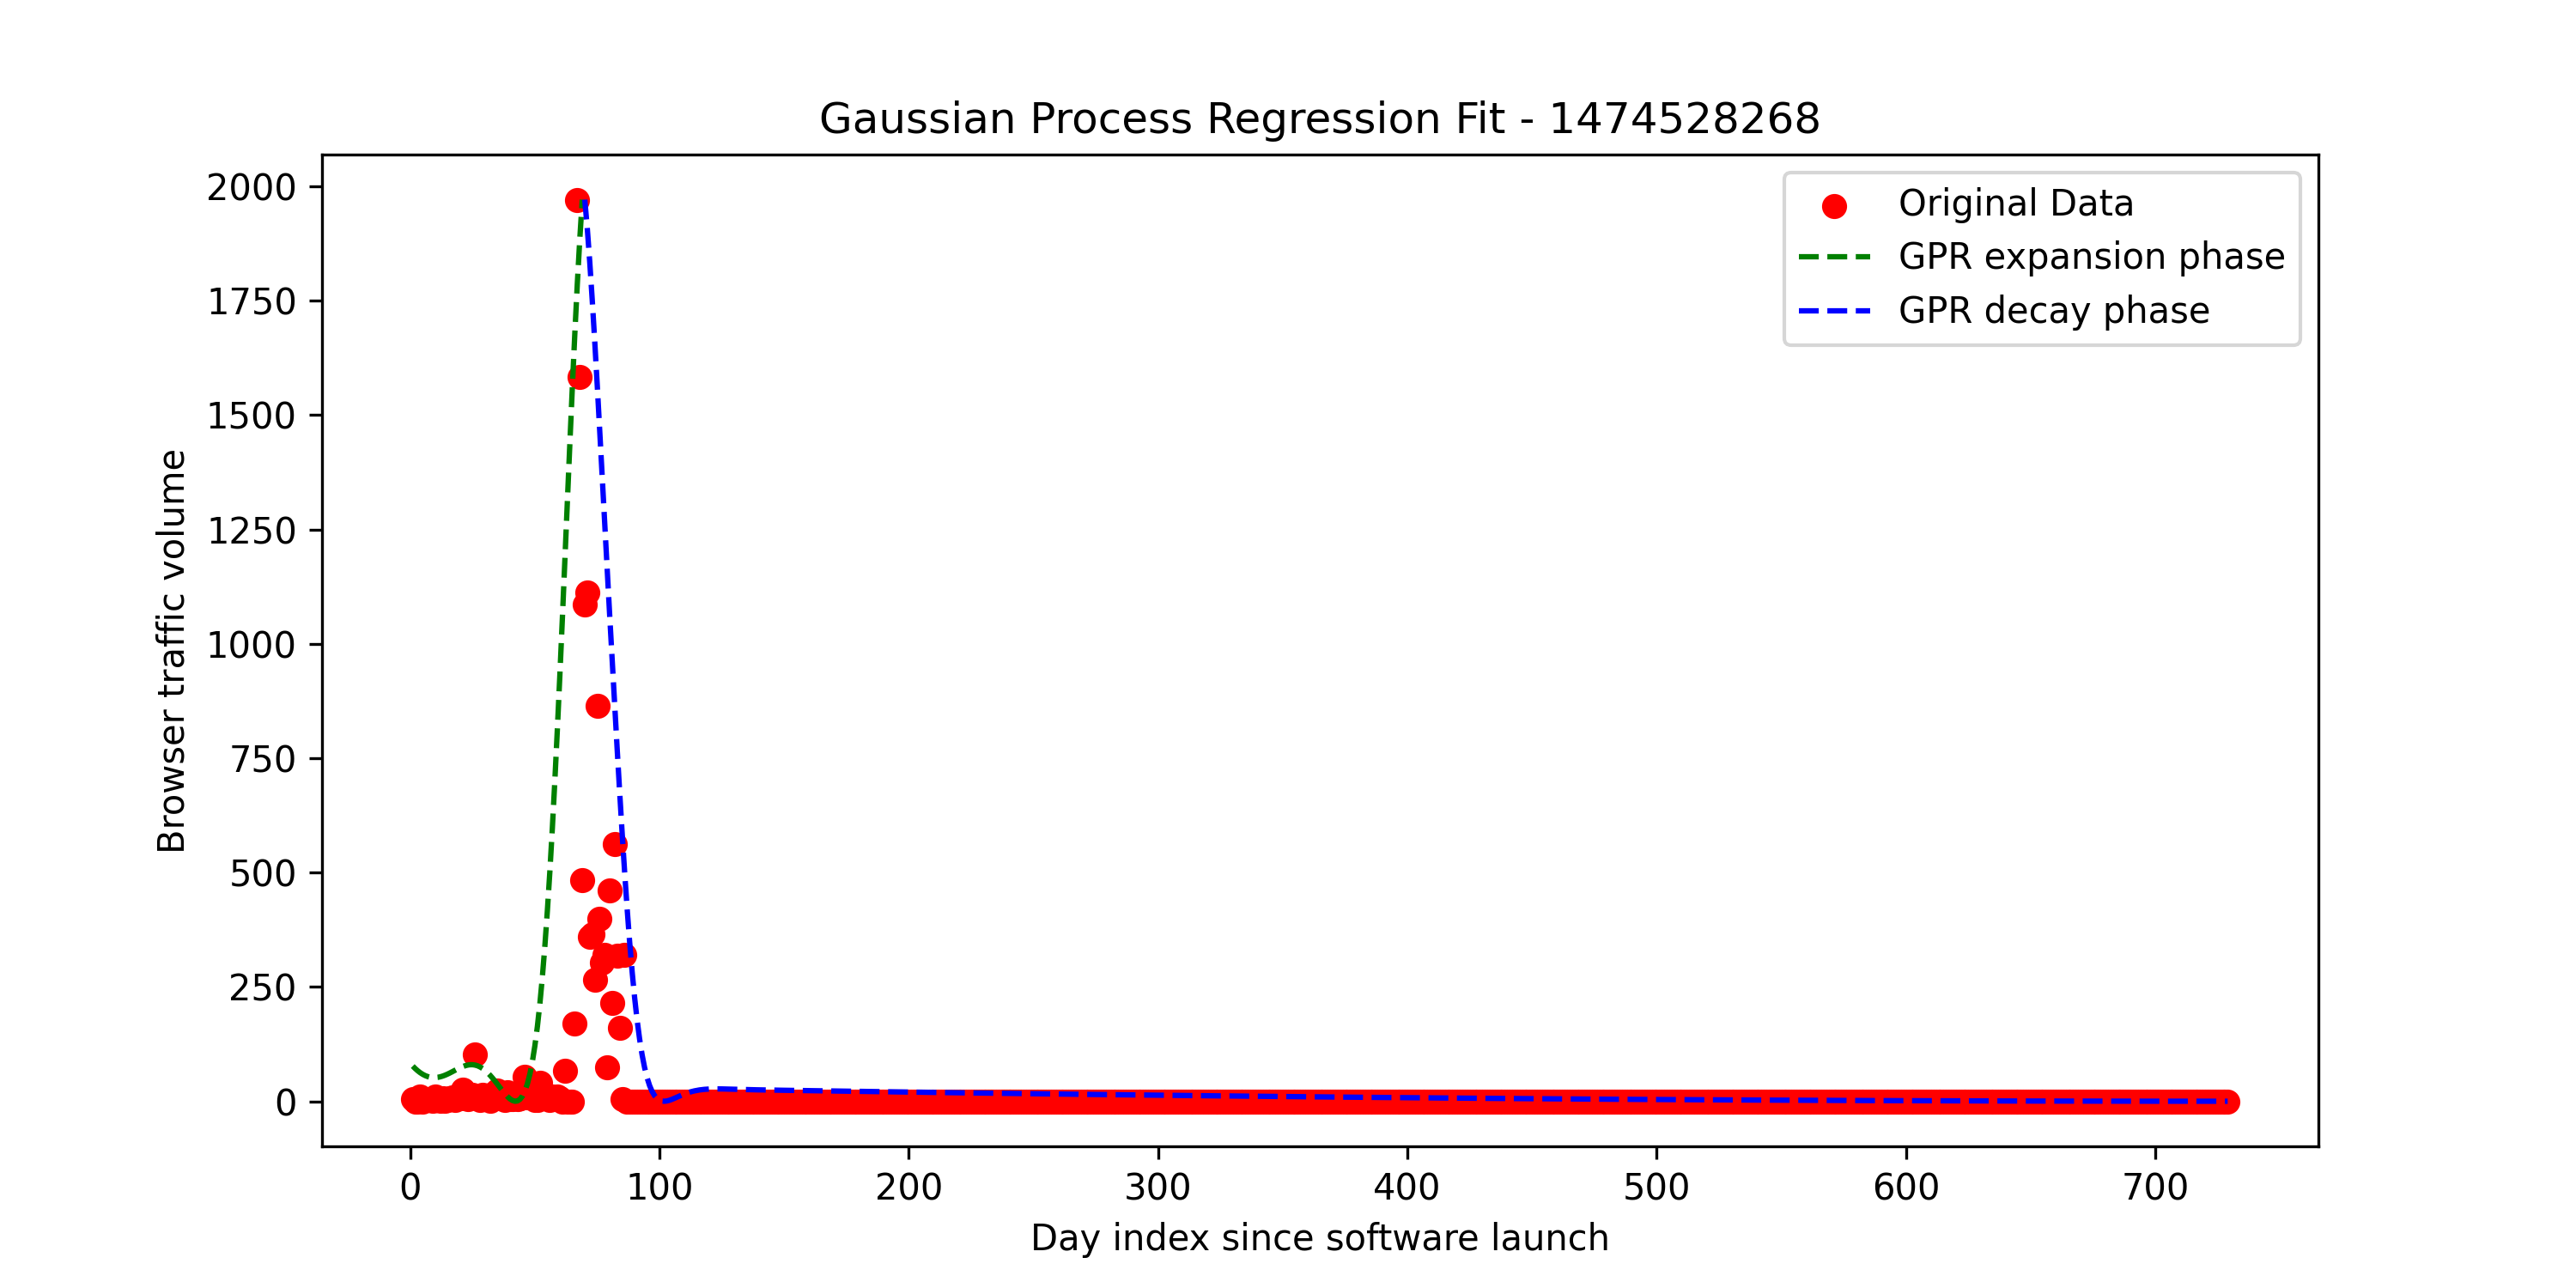 Gaussian Process Regression Fit - 1474528268
Original Data
GPR expansion phase
GPR decay phase
Browser traffic volume
2000
1750
1500
1250
1000
750
500
250
0
0 100 200 300 400 500 600 700
Day index since software launch